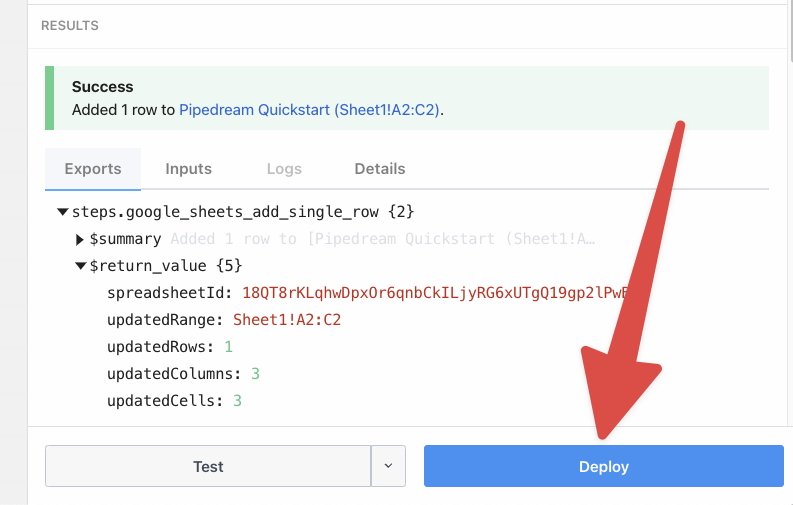 RESULTS
Success
Added 1 row to Pipedream Quickstart (Sheet1!A2:C2).
Exports Inputs Logs Details
steps.google_sheets_add_single_row {2}
$summary Added 1 row to [Pipedream Quickstart (Sheet1!A…
$return_value {5}
spreadsheetId:
updatedRange: Sheet1!A2:C2
updatedRows: 1
updatedColumns: 3
updatedCells: 3
Test Deploy